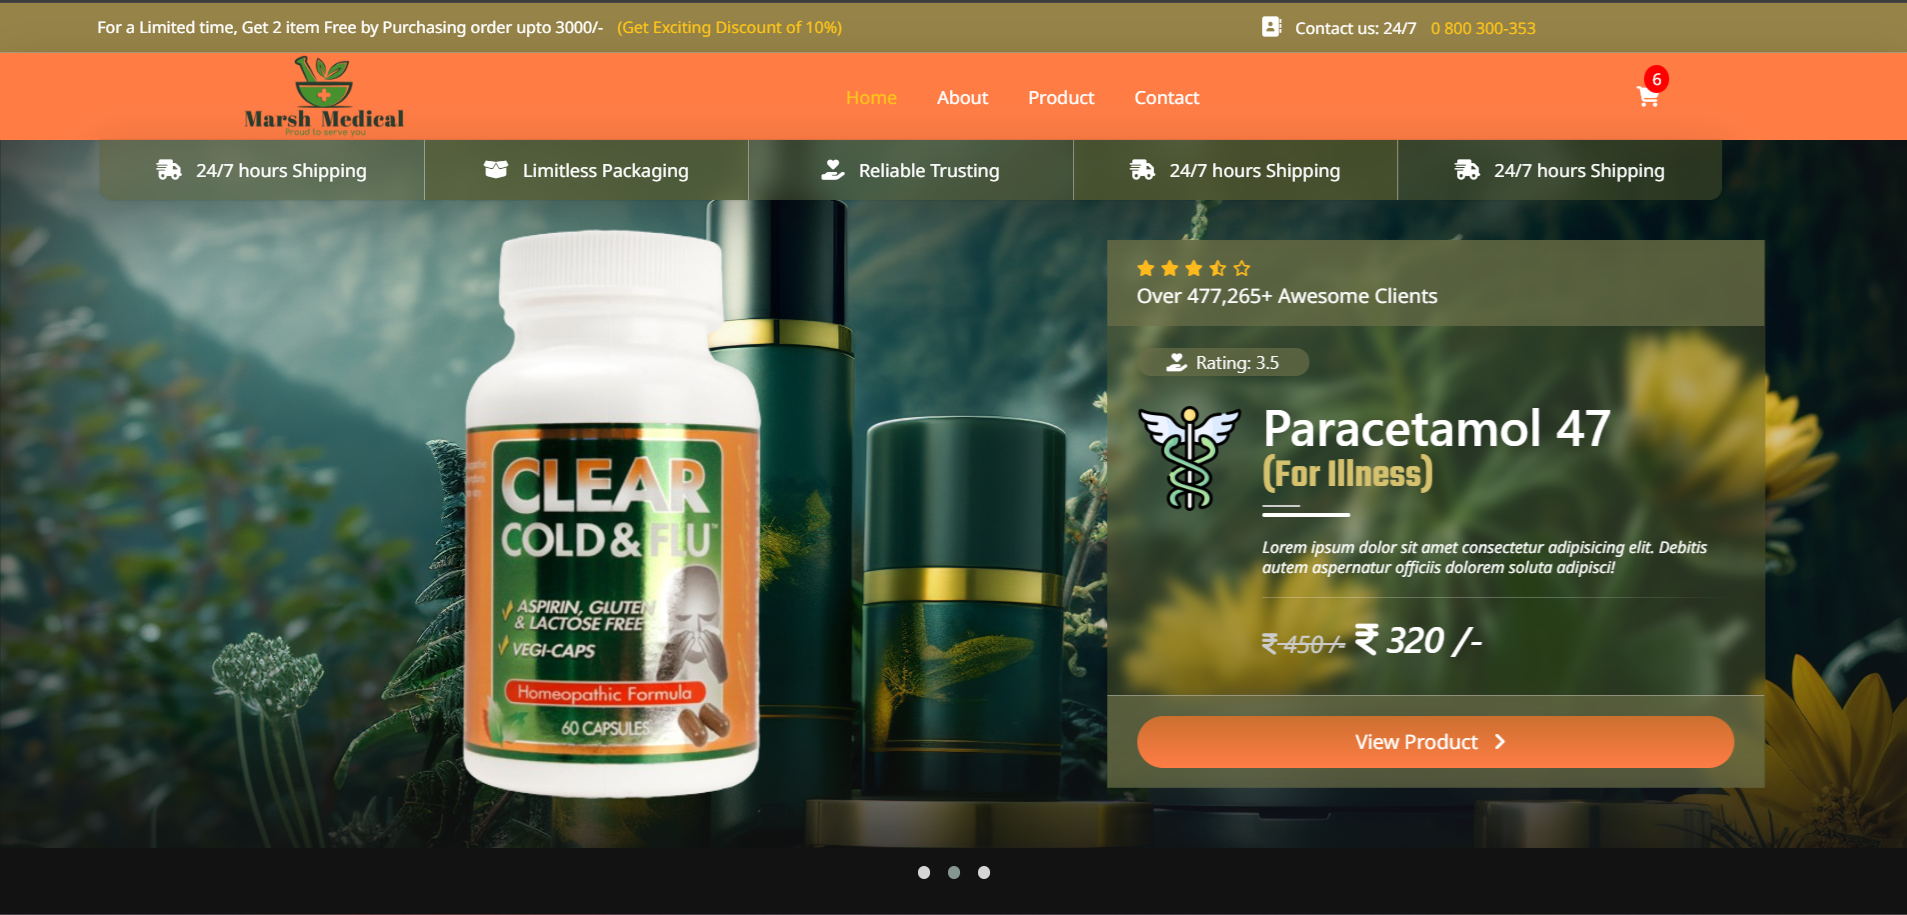 For a Limited time, Get 2 item Free by Purchasing order upto 3000/- (Get Exciting Discount of 10%)
Contact us: 24/7 0 800 300-353
Marsh Medical
Proud to serve you
Home About Product Contact
6
24/7 hours Shipping
Limitless Packaging
Reliable Trusting
24/7 hours Shipping
24/7 hours Shipping
CLEAR
COLD & FLU™
ASPIRIN, GLUTEN
& LACTOSE FREE
VEGI-CAPS
Homeopathic Formula
60 CAPSULES
Over 477,265+ Awesome Clients
Rating: 3.5
Paracetamol 47
(For Illness)
Lorem ipsum dolor sit amet consectetur adipisicing elit. Debitis
autem aspernatur officiis dolorem soluta adipisci!
₹ 450 /- ₹ 320 /-
View Product